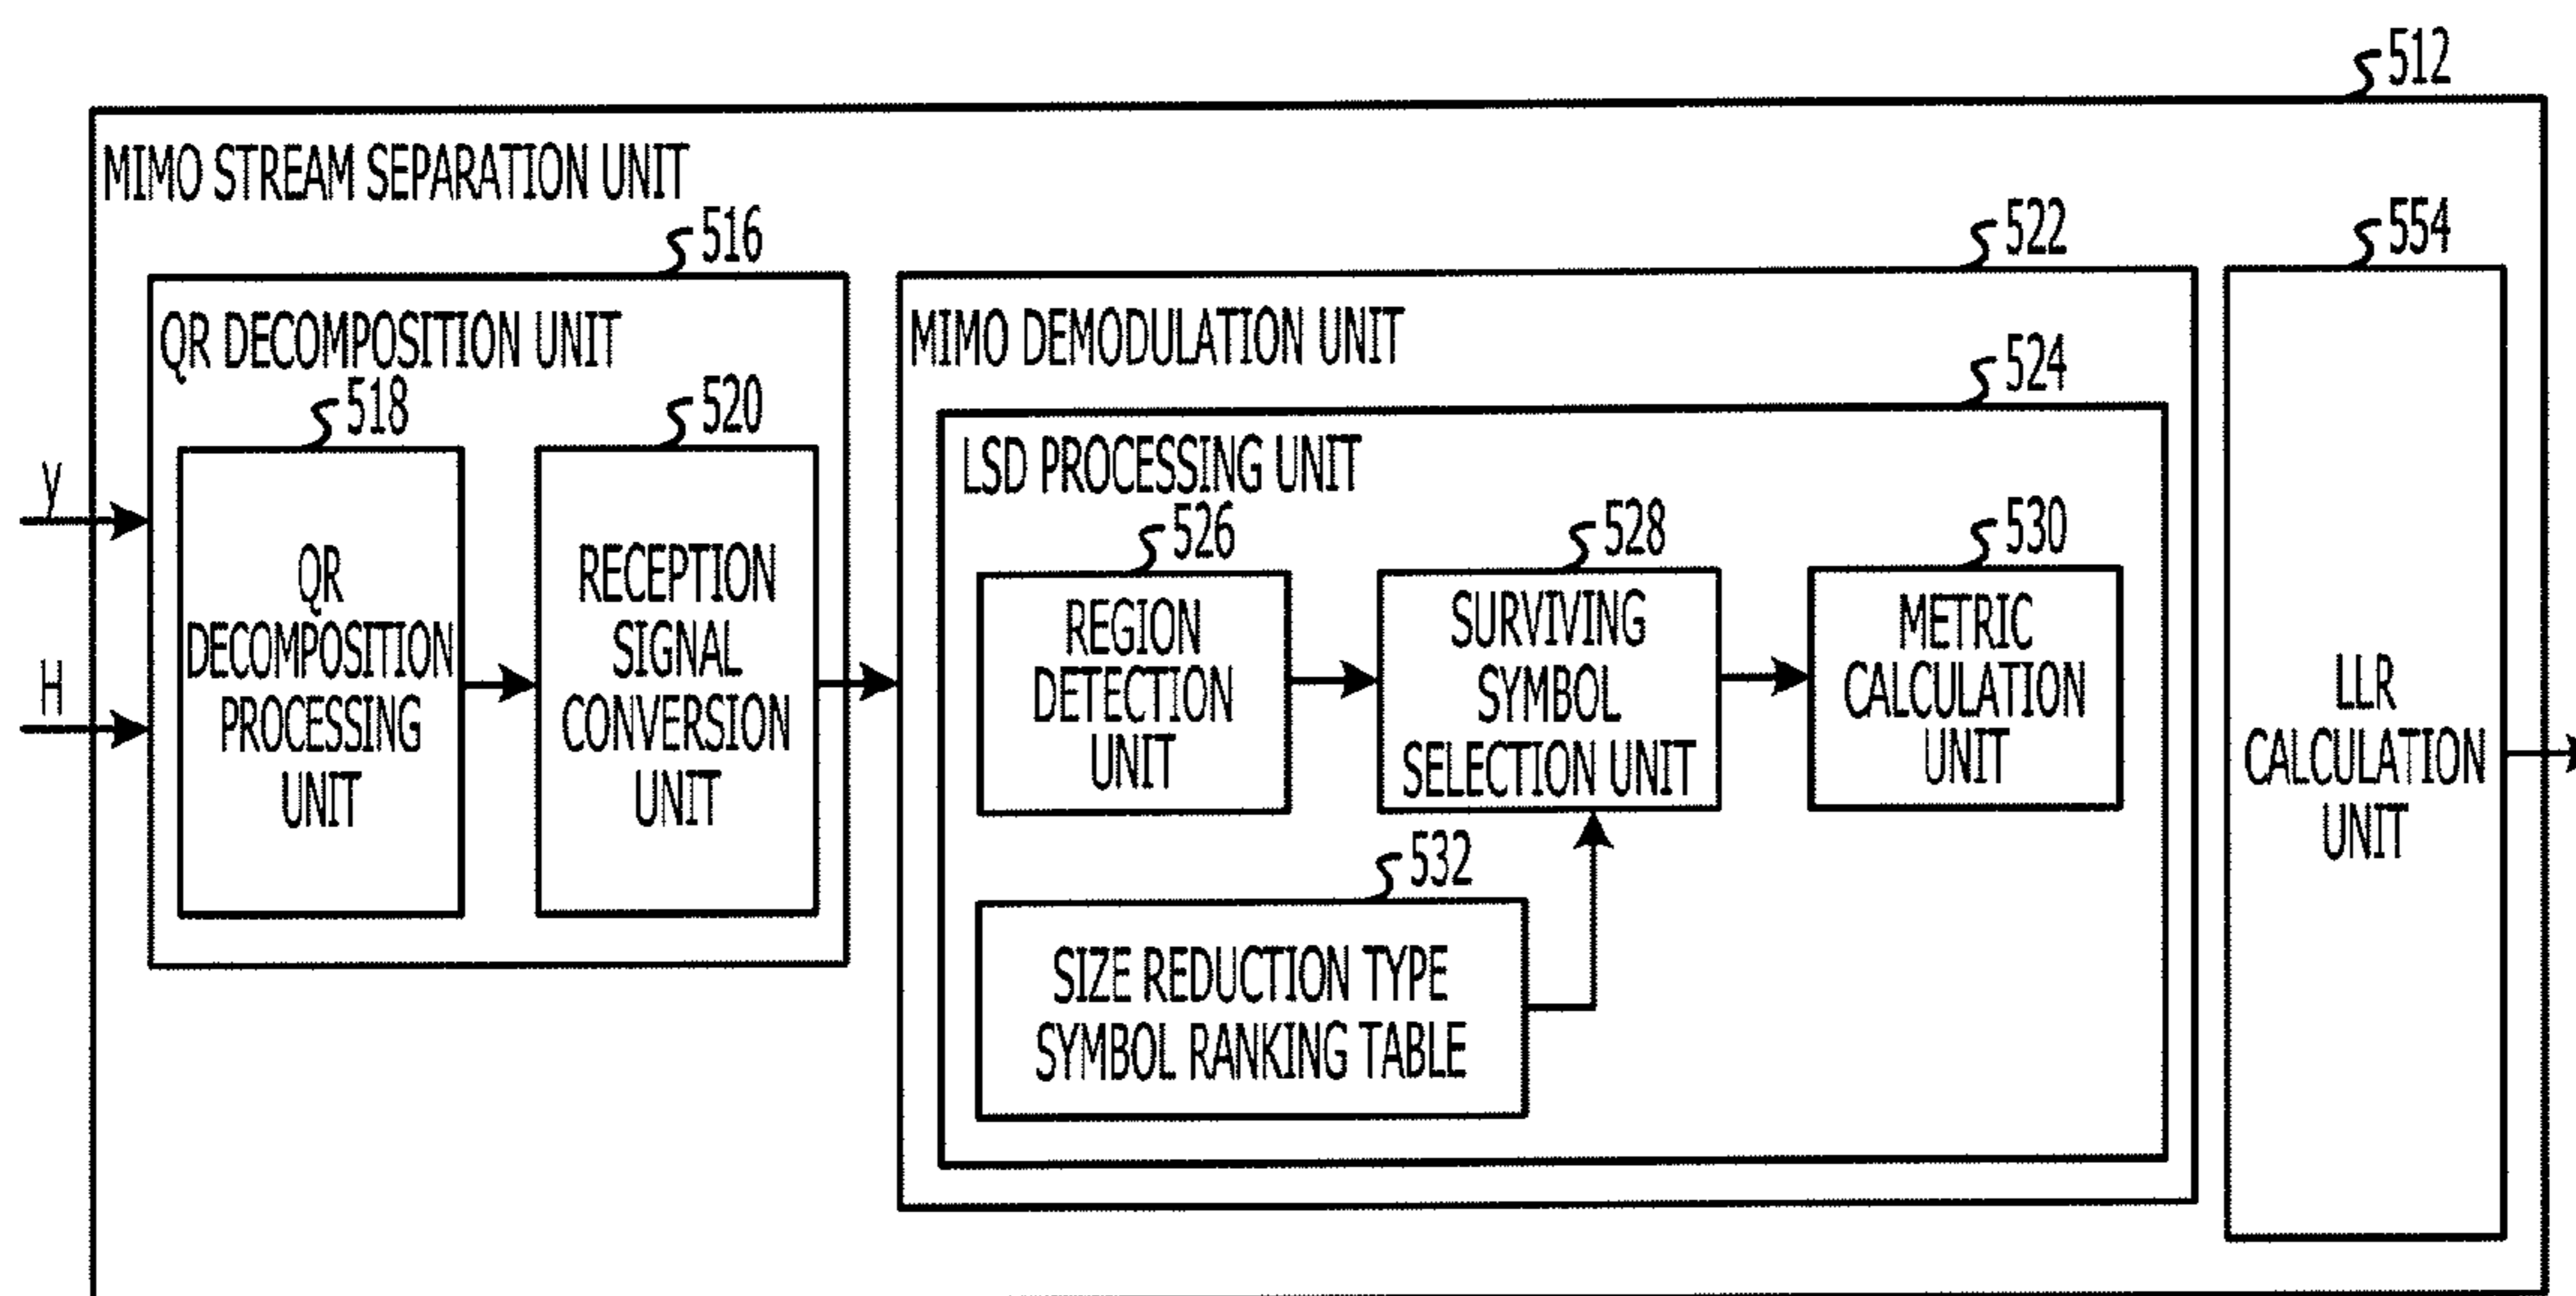 512
MIMO STREAM SEPARATION UNIT
516
522
554
QR DECOMPOSITION UNIT
MIMO DEMODULATION UNIT
518
520
524
LSD PROCESSING UNIT
y
H
QR
DECOMPOSITION
PROCESSING
UNIT
RECEPTION
SIGNAL
CONVERSION
UNIT
526
528
530
REGION
DETECTION
UNIT
SURVIVING
SYMBOL
SELECTION UNIT
METRIC
CALCULATION
UNIT
532
SIZE REDUCTION TYPE
SYMBOL RANKING TABLE
LLR
CALCULATION
UNIT